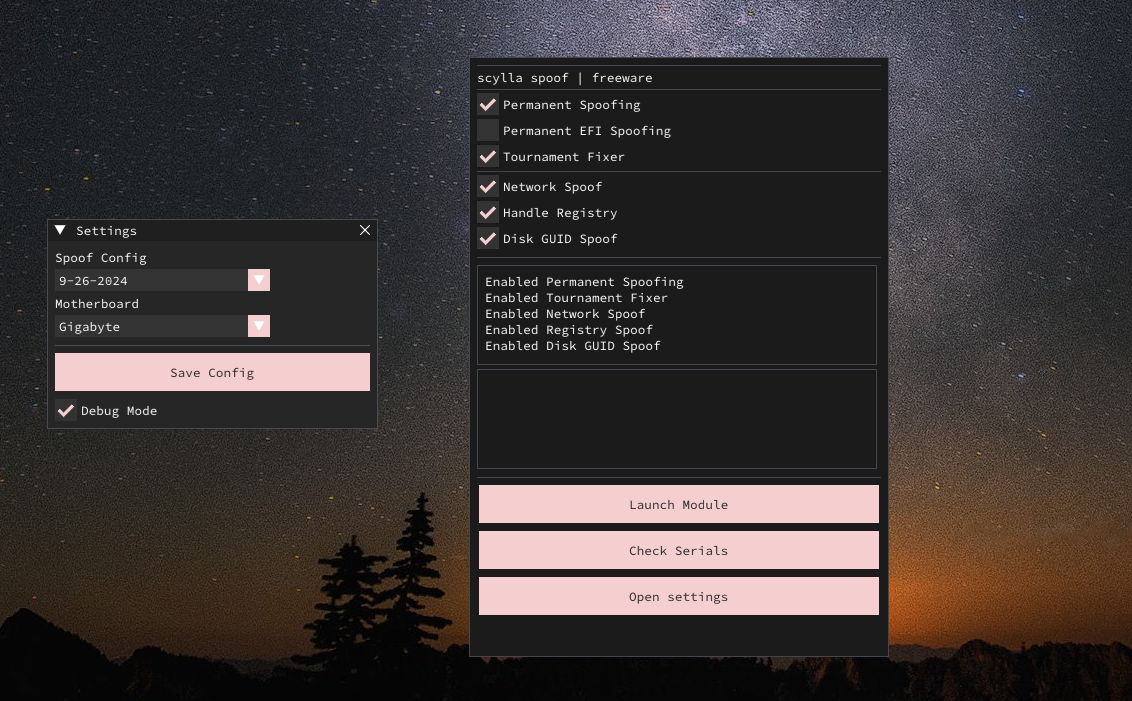 Settings
Spoof Config
9-26-2024
Motherboard
Gigabyte
Save Config
Debug Mode
scylla spoof | freeware
Permanent Spoofing
Permanent EFI Spoofing
Tournament Fixer
Network Spoof
Handle Registry
Disk GUID Spoof
Enabled Permanent Spoofing
Enabled Tournament Fixer
Enabled Network Spoof
Enabled Registry Spoof
Enabled Disk GUID Spoof
Launch Module
Check Serials
Open settings